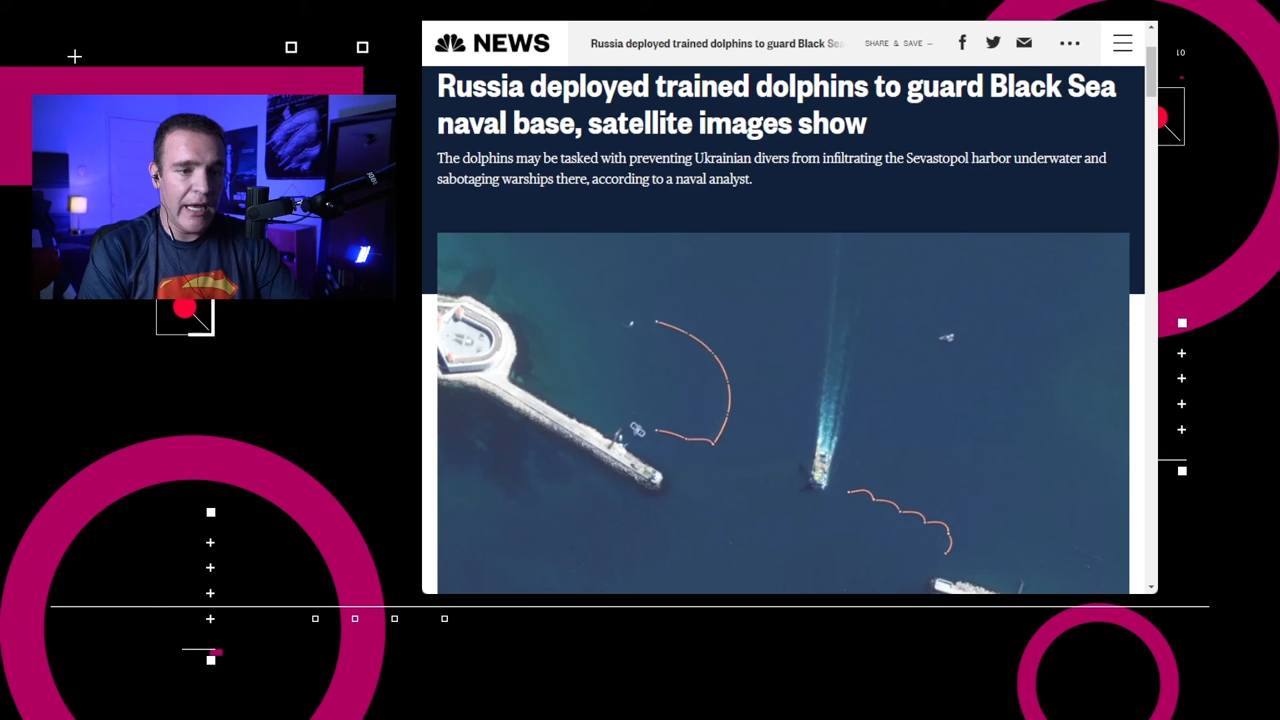 NEWS
Russia deployed trained dolphins to guard Black Sea
SHARE & SAVE —
Russia deployed trained dolphins to guard Black Sea
naval base, satellite images show
The dolphins may be tasked with preventing Ukrainian divers from infiltrating the Sevastopol harbor underwater and
sabotaging warships there, according to a naval analyst.
01
JOBY